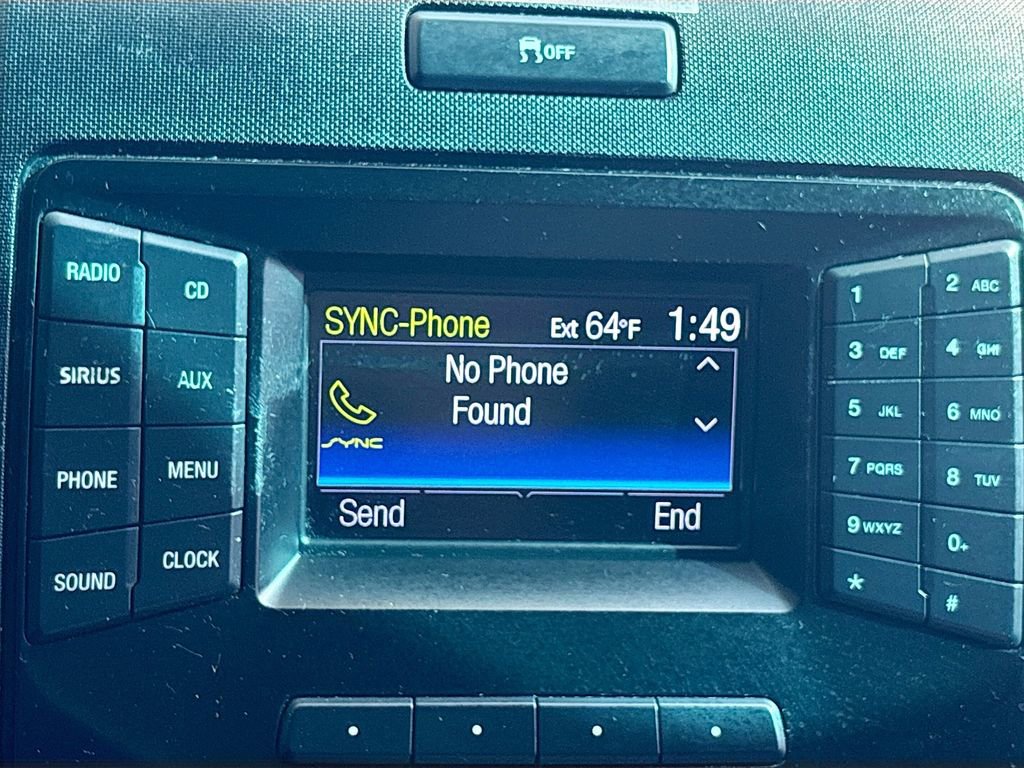 OFF
RADIO
CD
SIRIUS
AUX
PHONE
MENU
SOUND
CLOCK
SYNC-Phone Ext 64°F 1:49
No Phone
Found
SYNC
Send End
1
2 ABC
3 DEF
4 GHI
5 JKL
6 MNO
7 PQRS
8 TUV
9 WXYZ
0+
*
#